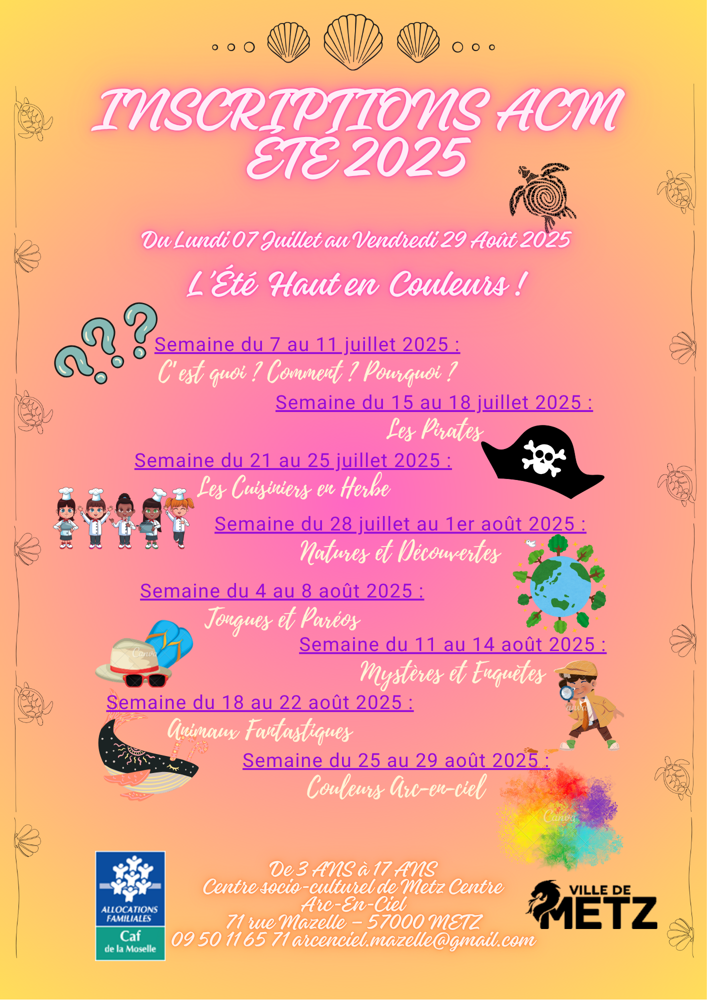 INSCRIPTIONS ACM
ÉTÉ 2025
Du Lundi 07 Juillet au Vendredi 29 Août 2025
L'Été Haut en Couleurs !
Semaine du 7 au 11 juillet 2025 :
C'est quoi ? Comment ? Pourquoi ?
Semaine du 15 au 18 juillet 2025 :
Les Pirates
Semaine du 21 au 25 juillet 2025 :
Les Cuisiniers en Herbe
Semaine du 28 juillet au 1er août 2025 :
Natures et Découvertes
Semaine du 4 au 8 août 2025 :
Tongues et Paréos
Canva
Semaine du 11 au 14 août 2025 :
Mystères et Enquètes
Canva
Semaine du 18 au 22 août 2025 :
Animaux Fantastiques
Semaine du 25 au 29 août 2025 :
Couleurs Arc-en-ciel
Canva
De 3 ANS à 17 ANS
Centre socio-culturel de Metz Centre
Arc-En-Ciel
71 rue Mazelle – 57000 METZ
09 50 11 65 71 arcenciel.mazelle@gmail.com
ALLOCATIONS
FAMILIALES
Caf
de la Moselle
VILLE DE
METZ